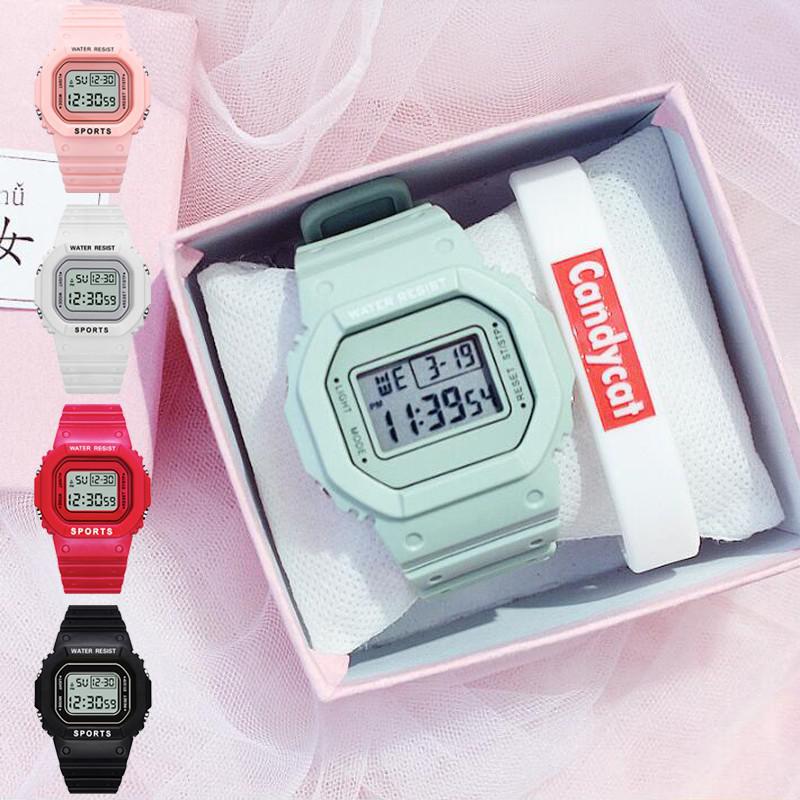 WATER RESIST
SU 12-30
12:30 59
SPORTS
WATER RESIST
SU 12-30
12:30 59
SPORTS
WATER RESIST
SU 12-30
12:30 59
SPORTS
WATER RESIST
SU 12-30
12:30 59
SPORTS
女
WATER RESIST
LIGHT
MODE
WE 3-19
PM
11:39 54
ST/STP
RESET
Candycat